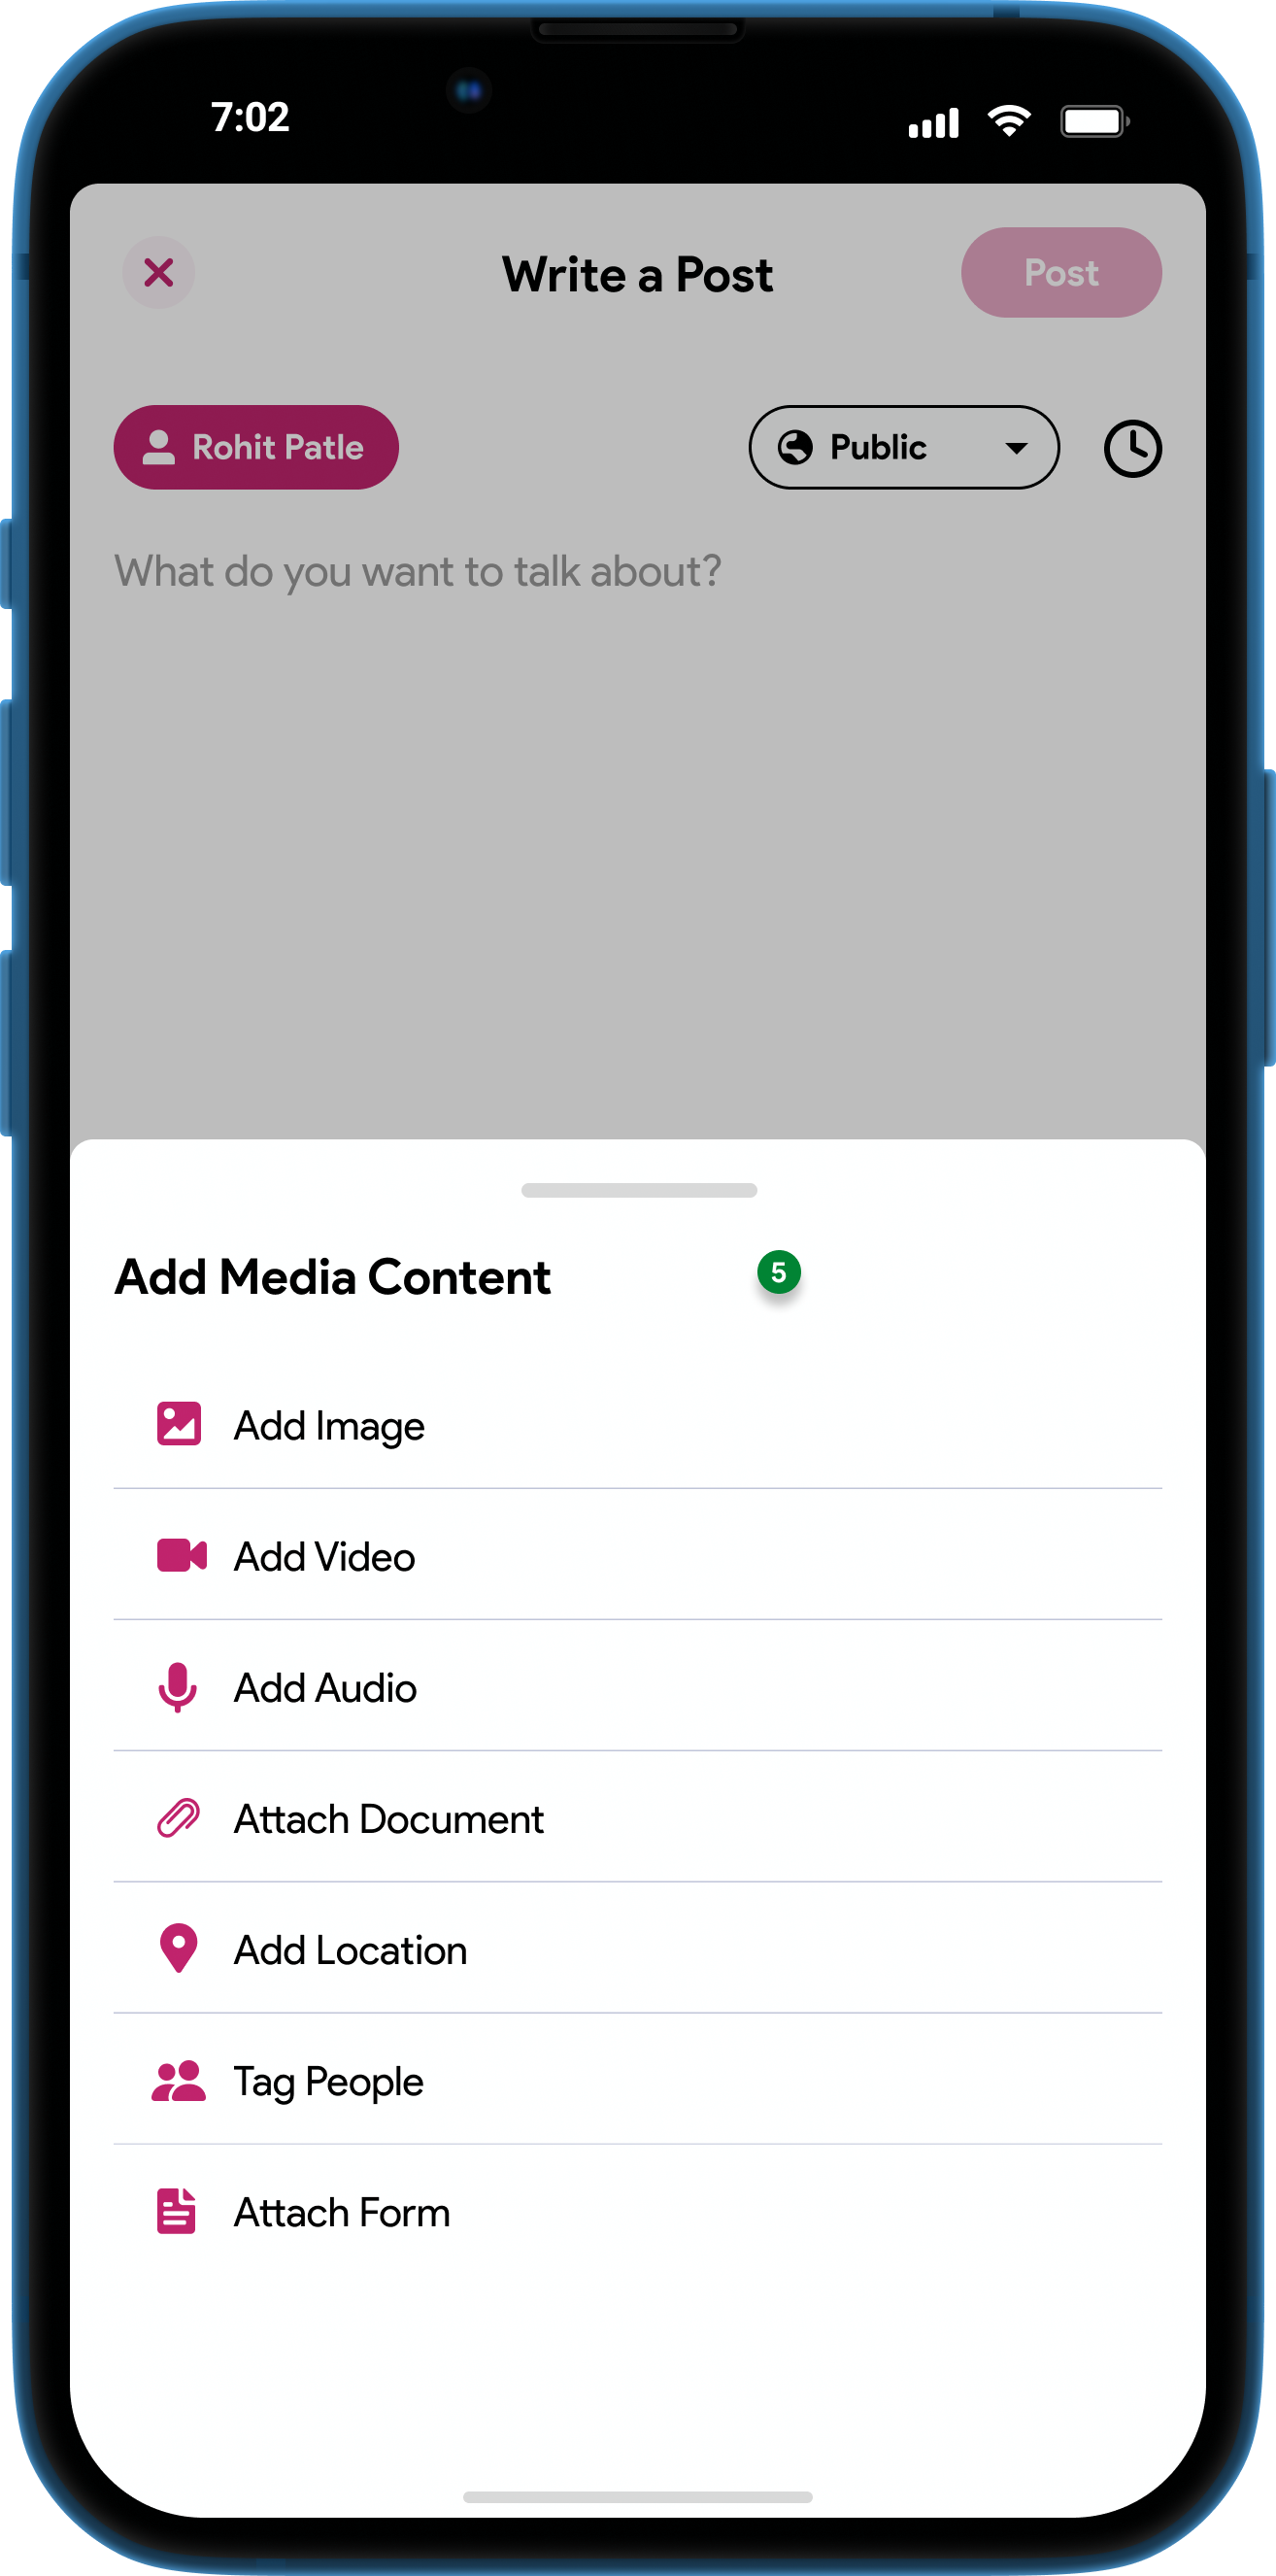 7:02
Write a Post
Post
Rohit Patle
Public
What do you want to talk about?
Add Media Content
5
Add Image
Add Video
Add Audio
Attach Document
Add Location
Tag People
Attach Form